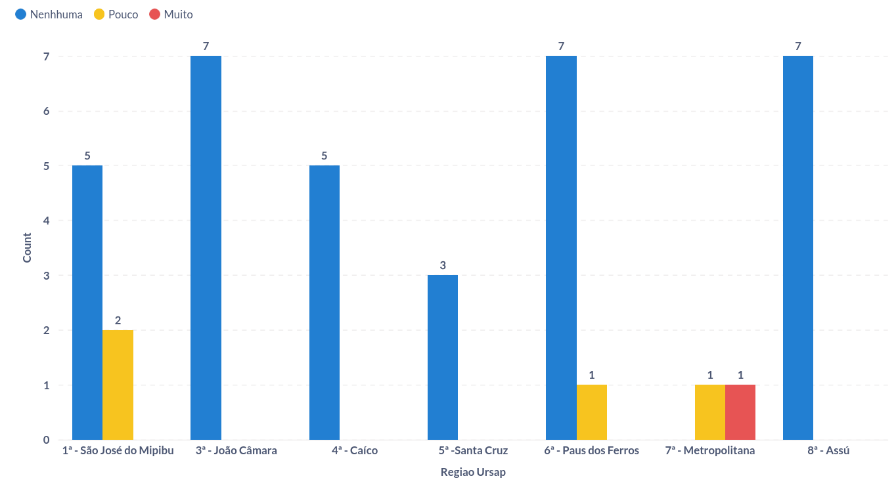 Nenhhuma Pouco Muito
7 7 7
7
6
5 5
5
4
3
Count
3
2
2
1 1 1
1
0
1ª - São José do Mipibu 3ª - João Câmara 4ª - Caíco 5ª -Santa Cruz 6ª - Paus dos Ferros 7ª - Metropolitana 8ª - Assú
Regiao Ursap